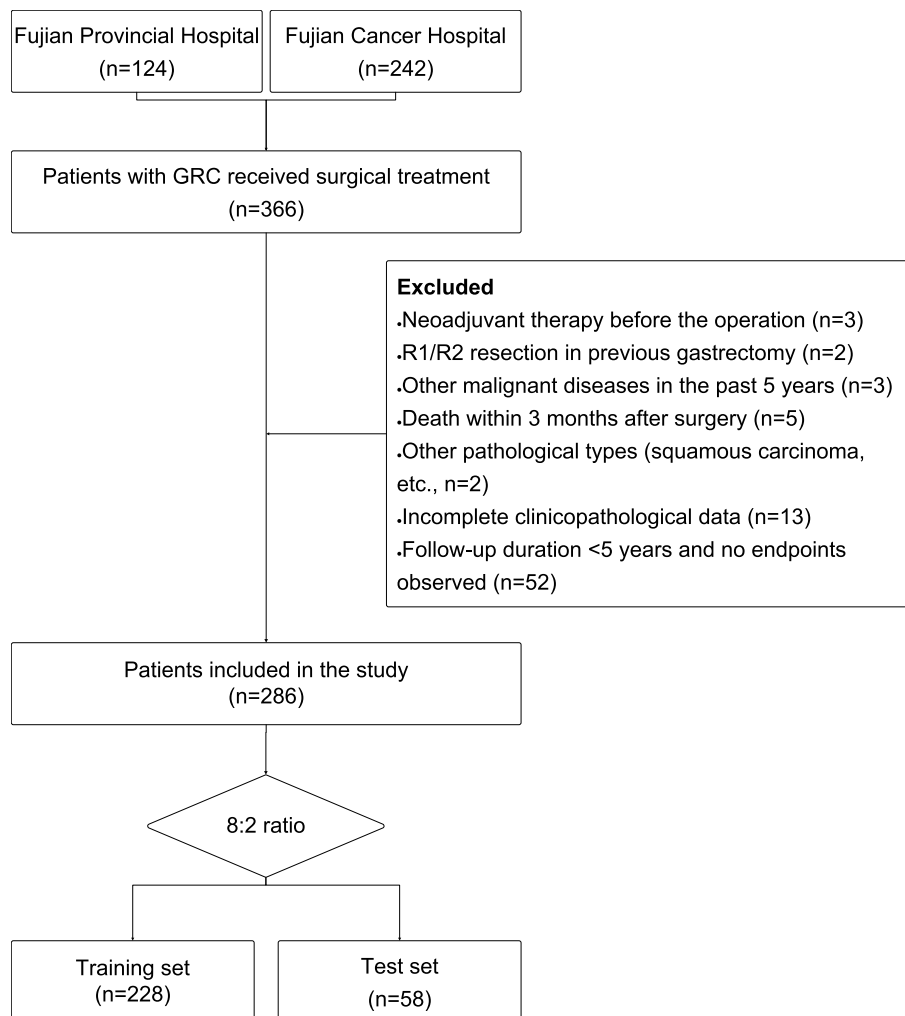 Fujian Provincial Hospital
(n=124)
Fujian Cancer Hospital
(n=242)
Patients with GRC received surgical treatment
(n=366)
Excluded
•Neoadjuvant therapy before the operation (n=3)
•R1/R2 resection in previous gastrectomy (n=2)
•Other malignant diseases in the past 5 years (n=3)
•Death within 3 months after surgery (n=5)
•Other pathological types (squamous carcinoma,
etc., n=2)
•Incomplete clinicopathological data (n=13)
•Follow-up duration <5 years and no endpoints
observed (n=52)
Patients included in the study
(n=286)
8:2 ratio
Training set
(n=228)
Test set
(n=58)